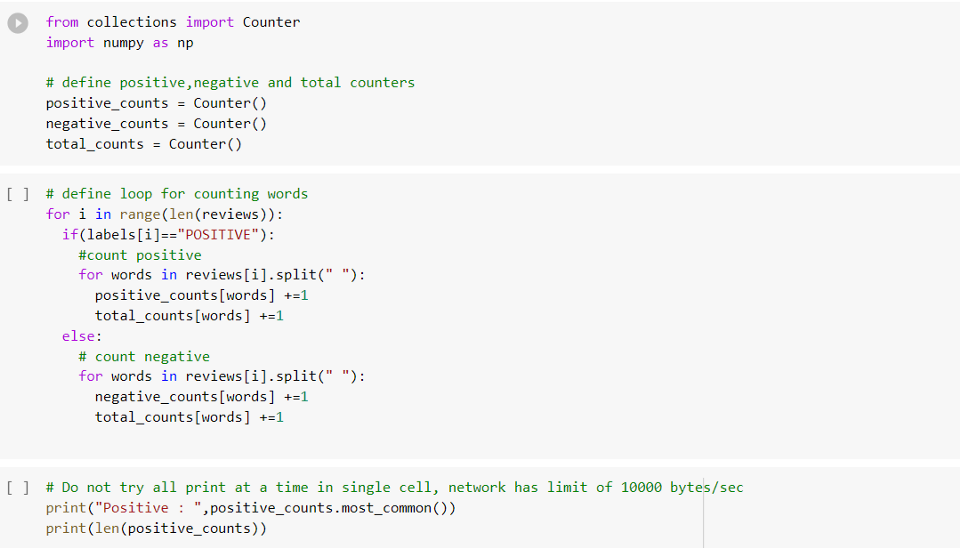 from collections import Counter
import numpy as np
# define positive,negative and total counters
positive_counts = Counter()
negative_counts = Counter()
total_counts = Counter()
[ ] # define loop for counting words
for i in range(len(reviews)):
  if(labels[i]=="POSITIVE"):
    #count positive
    for words in reviews[i].split(" "):
      positive_counts[words] +=1
      total_counts[words] +=1
  else:
    # count negative
    for words in reviews[i].split(" "):
      negative_counts[words] +=1
      total_counts[words] +=1
[ ] # Do not try all print at a time in single cell, network has limit of 10000 bytes/sec
print("Positive : ",positive_counts.most_common())
print(len(positive_counts))